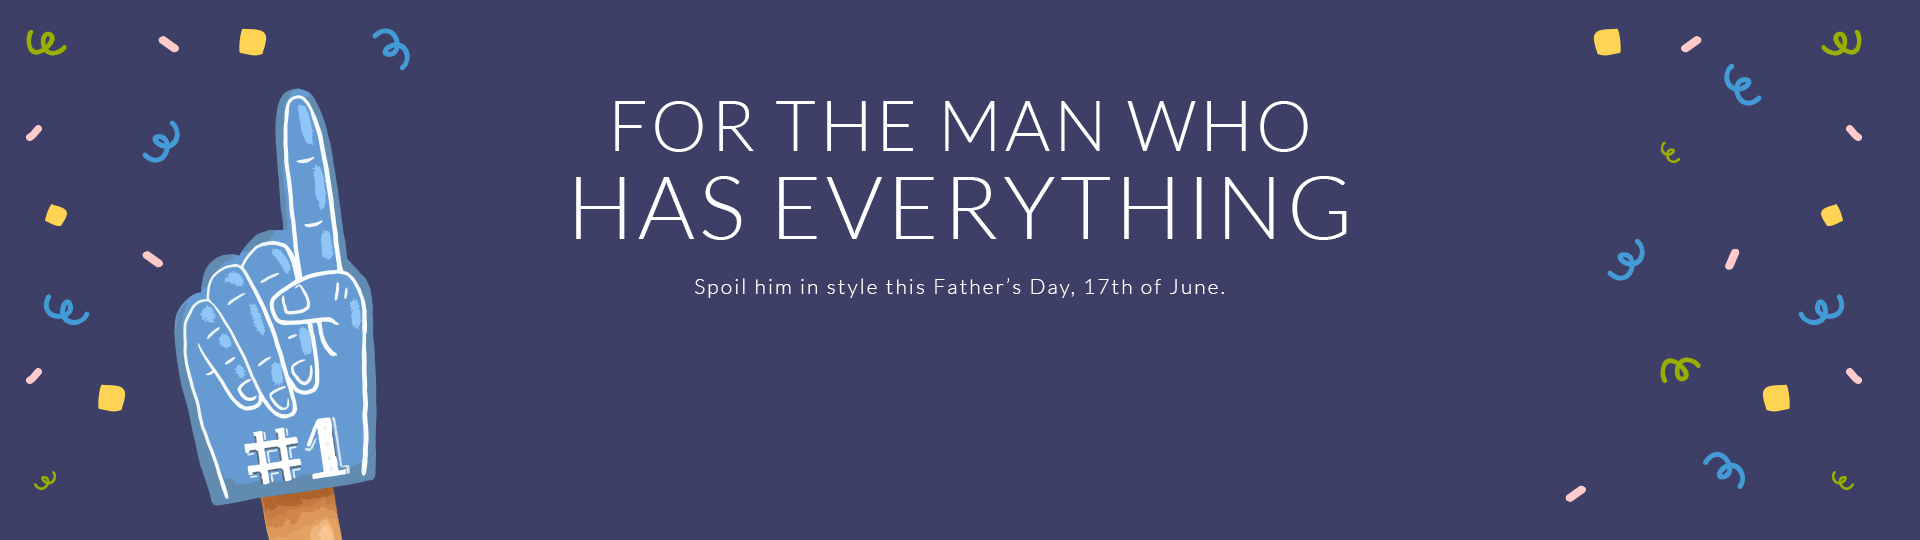 FOR THE MAN WHO
HAS EVERYTHING
Spoil him in style this Father’s Day, 17th of June.
#1